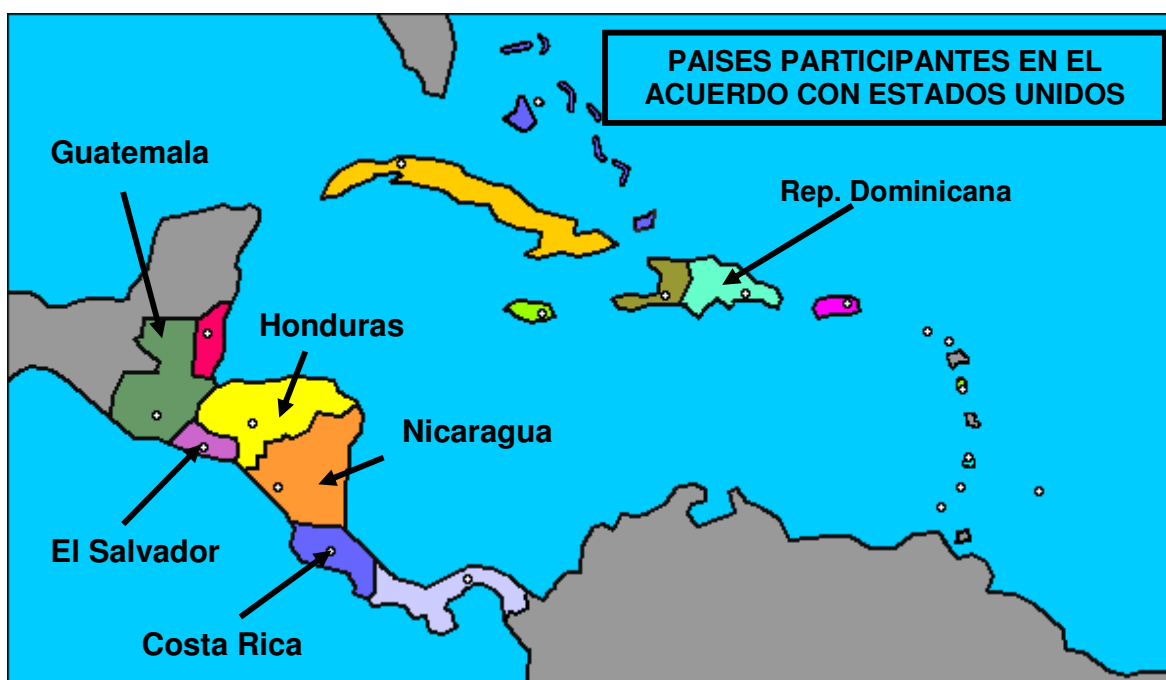 PAISES PARTICIPANTES EN EL
ACUERDO CON ESTADOS UNIDOS
Guatemala
Rep. Dominicana
Honduras
Nicaragua
El Salvador
Costa Rica